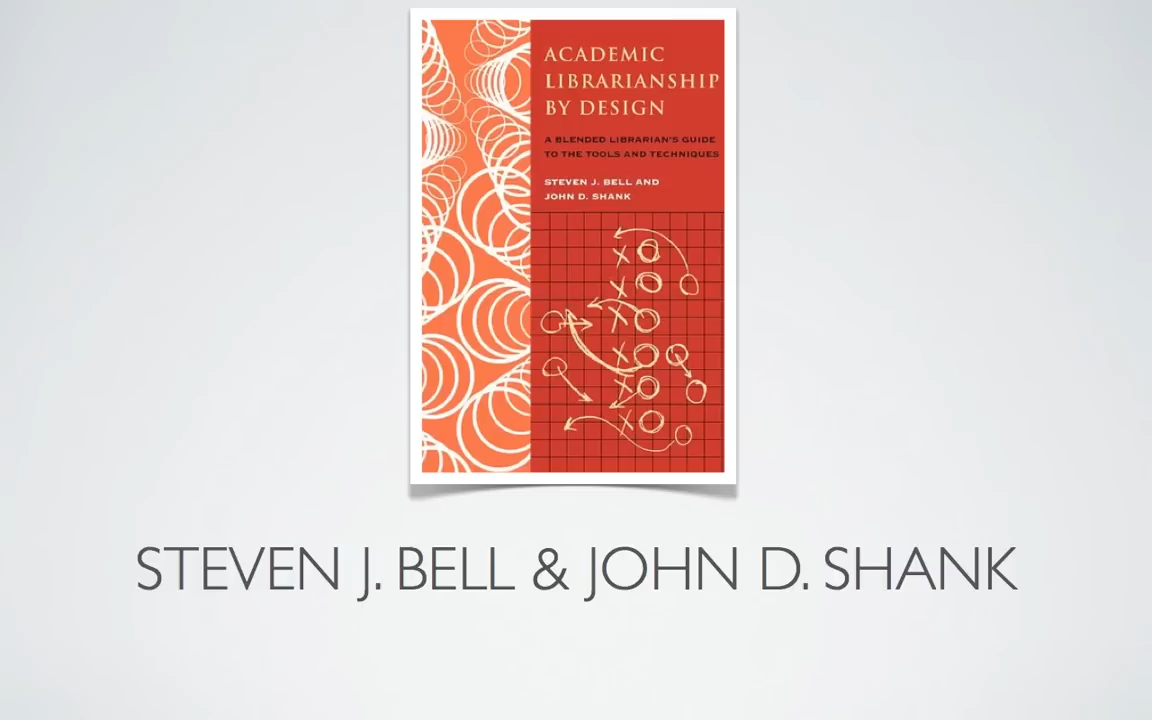 ACADEMIC
LIBRARIANSHIP
BY DESIGN
A BLENDED LIBRARIAN'S GUIDE
TO THE TOOLS AND TECHNIQUES
STEVEN J. BELL AND
JOHN D. SHANK
STEVEN J. BELL & JOHN D. SHANK